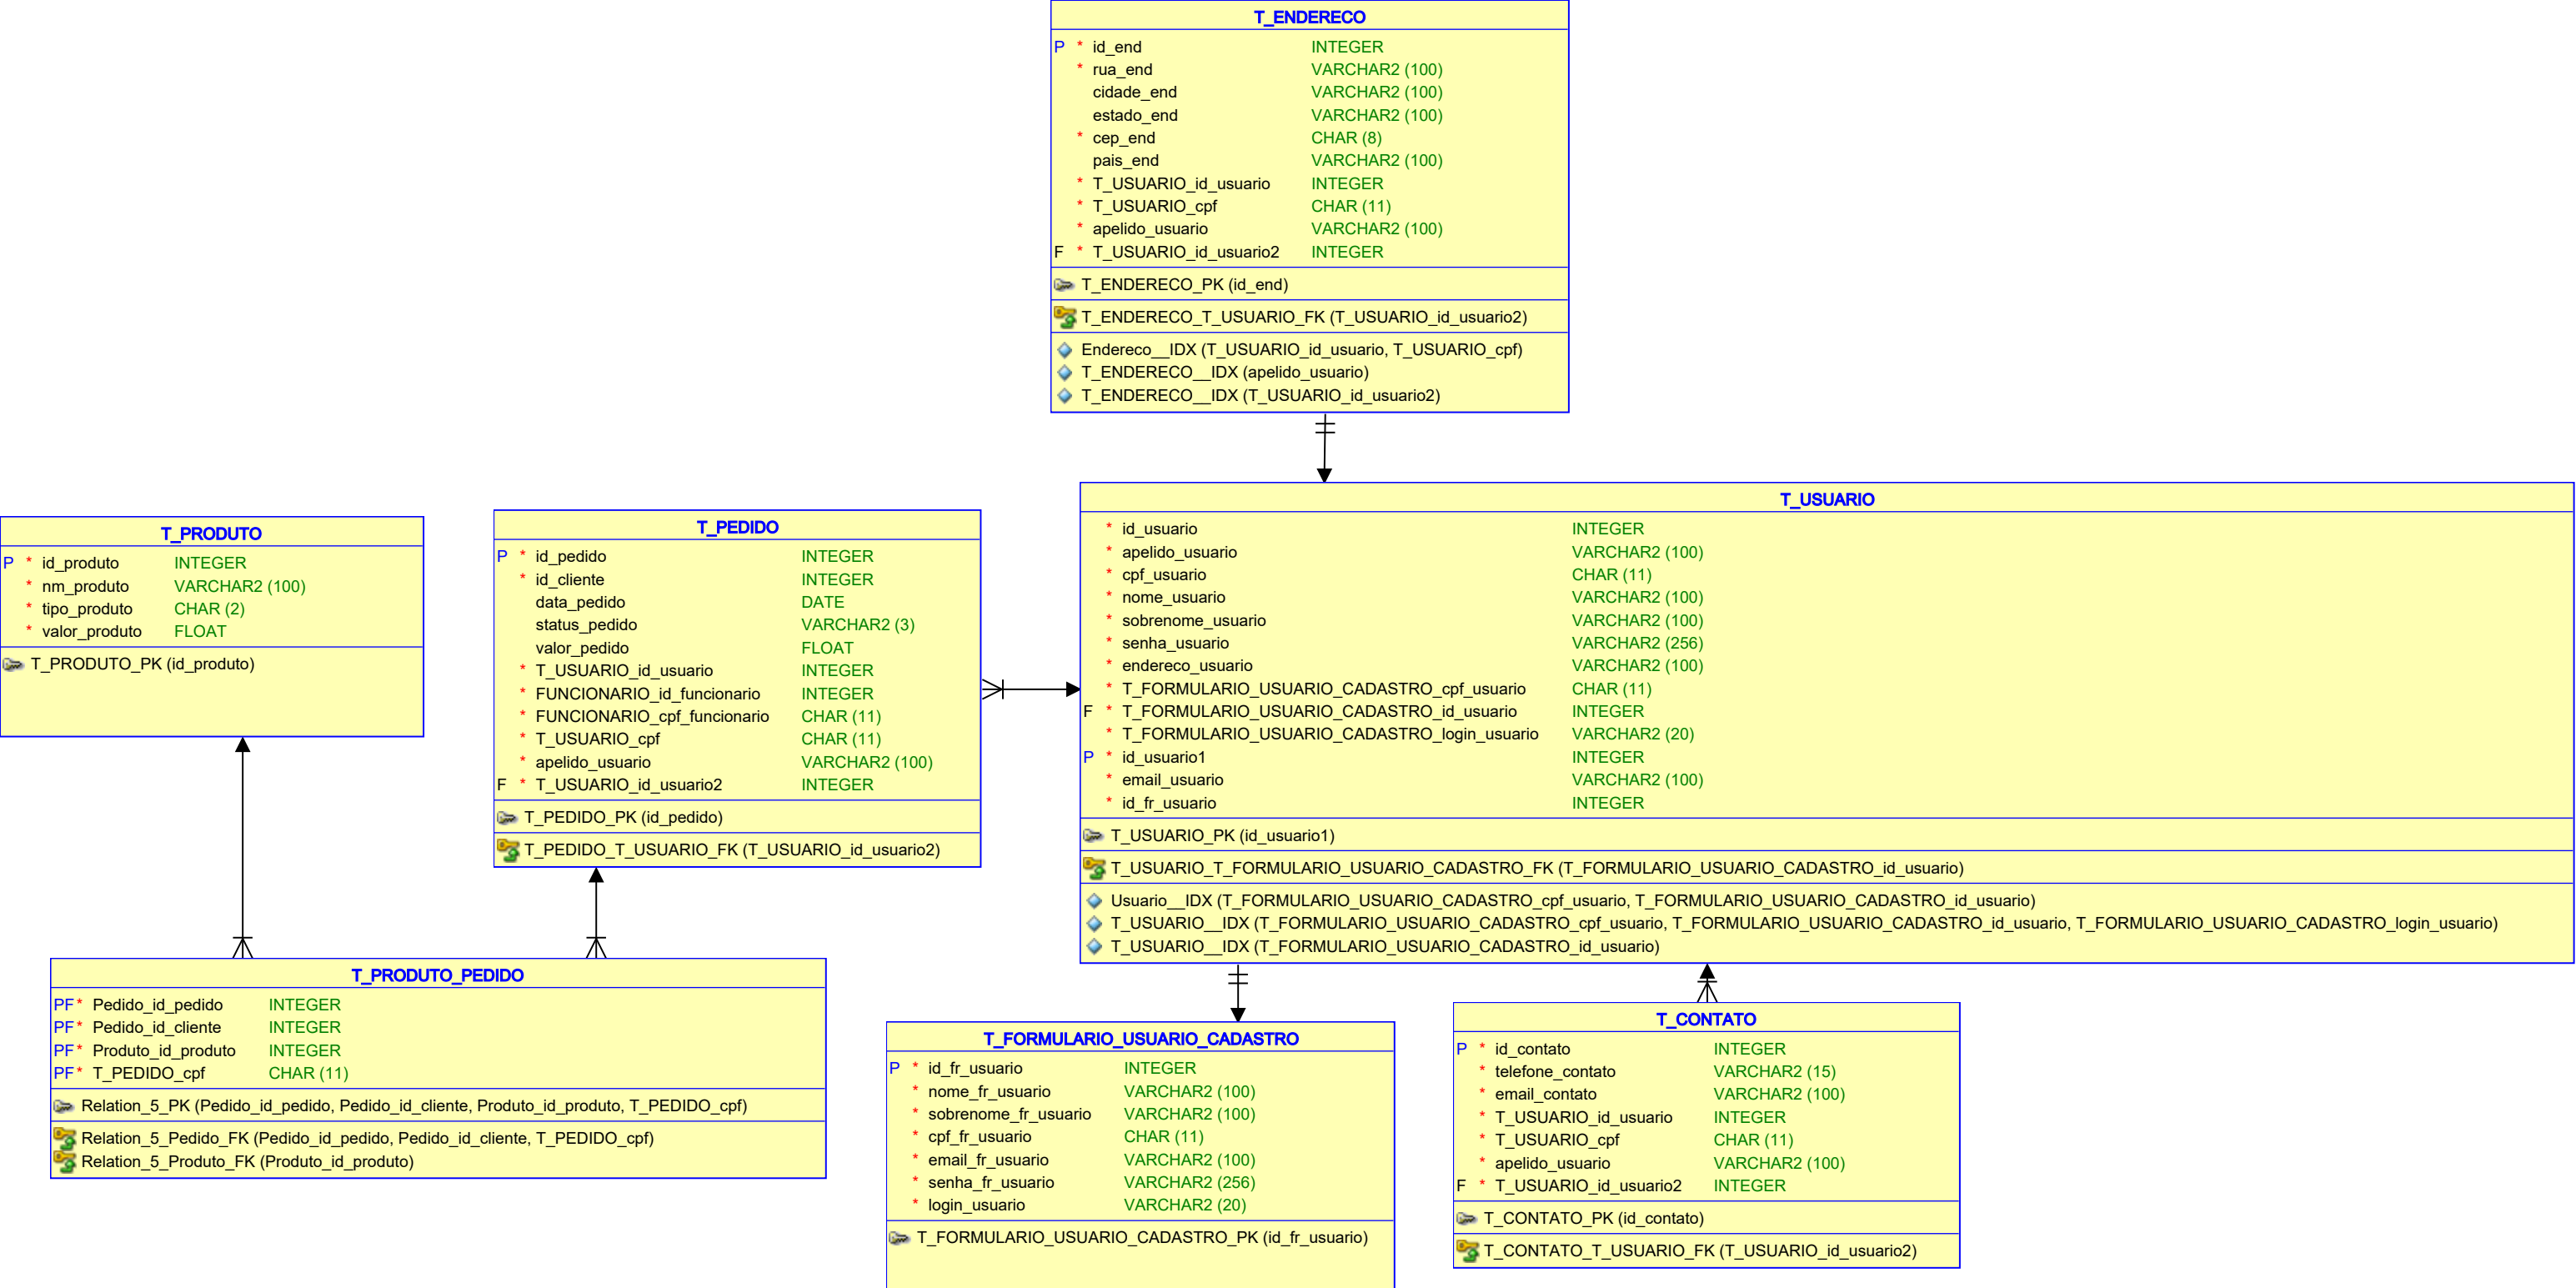 T_ENDERECO
P * id_end INTEGER
* rua_end VARCHAR2 (100)
cidade_end VARCHAR2 (100)
estado_end VARCHAR2 (100)
* cep_end CHAR (8)
pais_end VARCHAR2 (100)
* T_USUARIO_id_usuario INTEGER
* T_USUARIO_cpf CHAR (11)
* apelido_usuario VARCHAR2 (100)
F * T_USUARIO_id_usuario2 INTEGER
T_ENDERECO_PK (id_end)
T_ENDERECO_T_USUARIO_FK (T_USUARIO_id_usuario2)
Endereco__IDX (T_USUARIO_id_usuario, T_USUARIO_cpf)
T_ENDERECO__IDX (apelido_usuario)
T_ENDERECO__IDX (T_USUARIO_id_usuario2)
T_PRODUTO
P * id_produto INTEGER
* nm_produto VARCHAR2 (100)
* tipo_produto CHAR (2)
* valor_produto FLOAT
T_PRODUTO_PK (id_produto)
T_PEDIDO
P * id_pedido INTEGER
* id_cliente INTEGER
data_pedido DATE
status_pedido VARCHAR2 (3)
valor_pedido FLOAT
* T_USUARIO_id_usuario INTEGER
* FUNCIONARIO_id_funcionario INTEGER
* FUNCIONARIO_cpf_funcionario CHAR (11)
* T_USUARIO_cpf CHAR (11)
* apelido_usuario VARCHAR2 (100)
F * T_USUARIO_id_usuario2 INTEGER
T_PEDIDO_PK (id_pedido)
T_PEDIDO_T_USUARIO_FK (T_USUARIO_id_usuario2)
T_USUARIO
* id_usuario INTEGER
* apelido_usuario VARCHAR2 (100)
* cpf_usuario CHAR (11)
* nome_usuario VARCHAR2 (100)
* sobrenome_usuario VARCHAR2 (100)
* senha_usuario VARCHAR2 (256)
* endereco_usuario VARCHAR2 (100)
* T_FORMULARIO_USUARIO_CADASTRO_cpf_usuario CHAR (11)
F * T_FORMULARIO_USUARIO_CADASTRO_id_usuario INTEGER
* T_FORMULARIO_USUARIO_CADASTRO_login_usuario VARCHAR2 (20)
P * id_usuario1 INTEGER
* email_usuario VARCHAR2 (100)
* id_fr_usuario INTEGER
T_USUARIO_PK (id_usuario1)
T_USUARIO_T_FORMULARIO_USUARIO_CADASTRO_FK (T_FORMULARIO_USUARIO_CADASTRO_id_usuario)
Usuario__IDX (T_FORMULARIO_USUARIO_CADASTRO_cpf_usuario, T_FORMULARIO_USUARIO_CADASTRO_id_usuario)
T_USUARIO__IDX (T_FORMULARIO_USUARIO_CADASTRO_cpf_usuario, T_FORMULARIO_USUARIO_CADASTRO_id_usuario, T_FORMULARIO_USUARIO_CADASTRO_login_usuario)
T_USUARIO__IDX (T_FORMULARIO_USUARIO_CADASTRO_id_usuario)
T_PRODUTO_PEDIDO
PF * Pedido_id_pedido INTEGER
PF * Pedido_id_cliente INTEGER
PF * Produto_id_produto INTEGER
PF * T_PEDIDO_cpf CHAR (11)
Relation_5_PK (Pedido_id_pedido, Pedido_id_cliente, Produto_id_produto, T_PEDIDO_cpf)
Relation_5_Pedido_FK (Pedido_id_pedido, Pedido_id_cliente, T_PEDIDO_cpf)
Relation_5_Produto_FK (Produto_id_produto)
T_FORMULARIO_USUARIO_CADASTRO
P * id_fr_usuario INTEGER
* nome_fr_usuario VARCHAR2 (100)
* sobrenome_fr_usuario VARCHAR2 (100)
* cpf_fr_usuario CHAR (11)
* email_fr_usuario VARCHAR2 (100)
* senha_fr_usuario VARCHAR2 (256)
* login_usuario VARCHAR2 (20)
T_FORMULARIO_USUARIO_CADASTRO_PK (id_fr_usuario)
T_CONTATO
P * id_contato INTEGER
* telefone_contato VARCHAR2 (15)
* email_contato VARCHAR2 (100)
* T_USUARIO_id_usuario INTEGER
* T_USUARIO_cpf CHAR (11)
* apelido_usuario VARCHAR2 (100)
F * T_USUARIO_id_usuario2 INTEGER
T_CONTATO_PK (id_contato)
T_CONTATO_T_USUARIO_FK (T_USUARIO_id_usuario2)